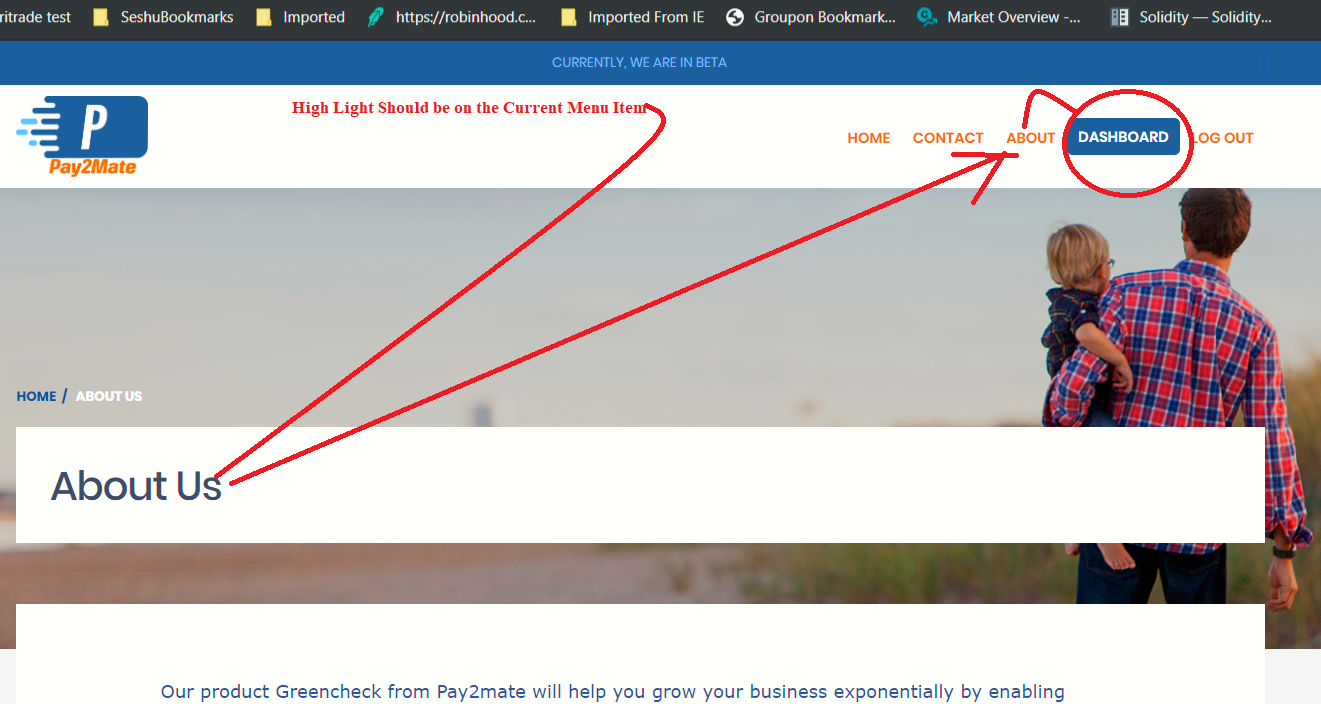 ritrade test SeshuBookmarks Imported https://robinhood.c... Imported From IE Groupon Bookmark... Market Overview -... Solidity — Solidity...
CURRENTLY, WE ARE IN BETA
High Light Should be on the Current Menu Item
P
Pay2Mate
HOME CONTACT ABOUT DASHBOARD LOG OUT
HOME / ABOUT US
About Us
Our product Greencheck from Pay2mate will help you grow your business exponentially by enabling